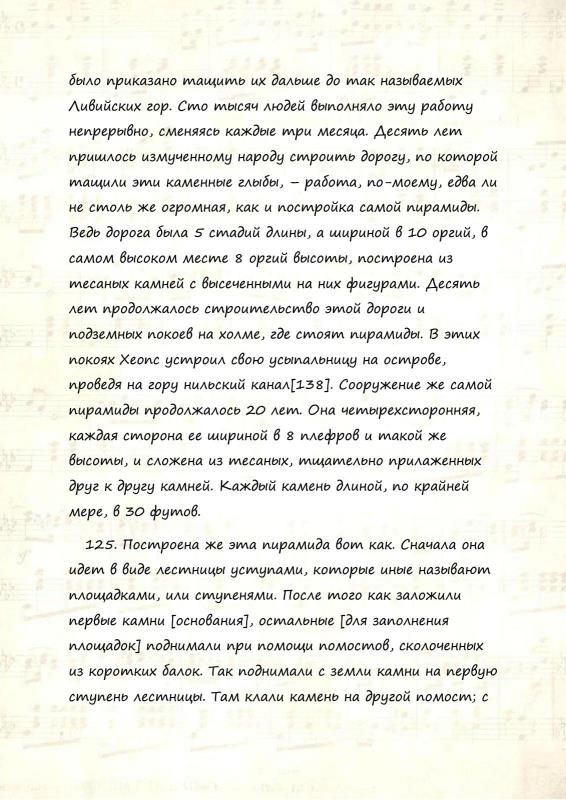 было приказано тащить их дальше до так называемых
Ливийских гор. Сто тысяч людей выполняло эту работу
непрерывно, сменяясь каждые три месяца. Десять лет
пришлось измученному народу строить дорогу, по которой
тащили эти каменные глыбы, – работа, по-моему, едва ли
не столь же огромная, как и постройка самой пирамиды.
Ведь дорога была 5 стадий длины, а шириной в 10 оргий, в
самом высоком месте 8 оргий высоты, построена из
тесаных камней с высеченными на них фигурами. Десять
лет продолжалось строительство этой дороги и
подземных покоев на холме, где стоят пирамиды. В этих
покоях Хеопс устроил свою усыпальницу на острове,
проведя на гору нильский канал[138]. Сооружение же самой
пирамиды продолжалось 20 лет. Она четырехсторонняя,
каждая сторона ее шириной в 8 плефров и такой же
высоты, и сложена из тесаных, тщательно прилаженных
друг к другу камней. Каждый камень длиной, по крайней
мере, в 30 футов.
125. Построена же эта пирамида вот как. Сначала она
идет в виде лестницы уступами, которые иные называют
площадками, или ступенями. После того как заложили
первые камни [основания], остальные [для заполнения
площадок] поднимали при помощи помостов, сколоченных
из коротких балок. Так поднимали с земли камни на первую
ступень лестницы. Там клали камень на другой помост; с